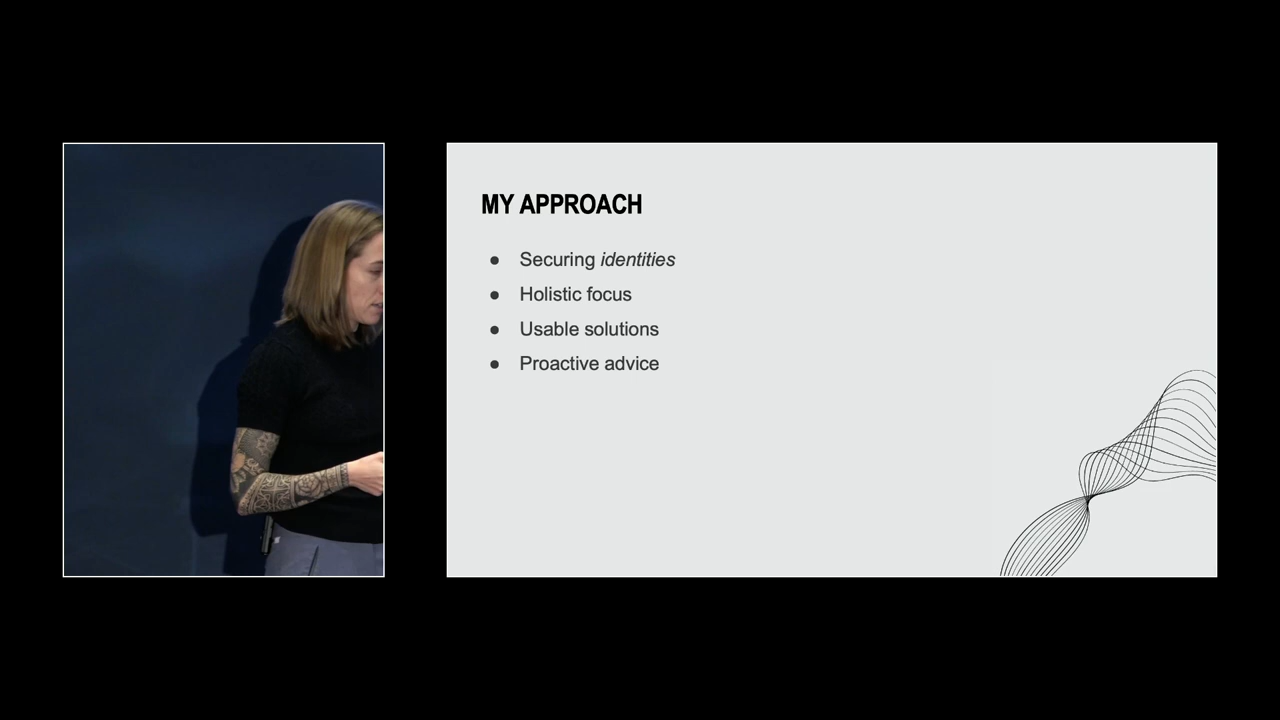 MY APPROACH
● Securing identities
● Holistic focus
● Usable solutions
● Proactive advice